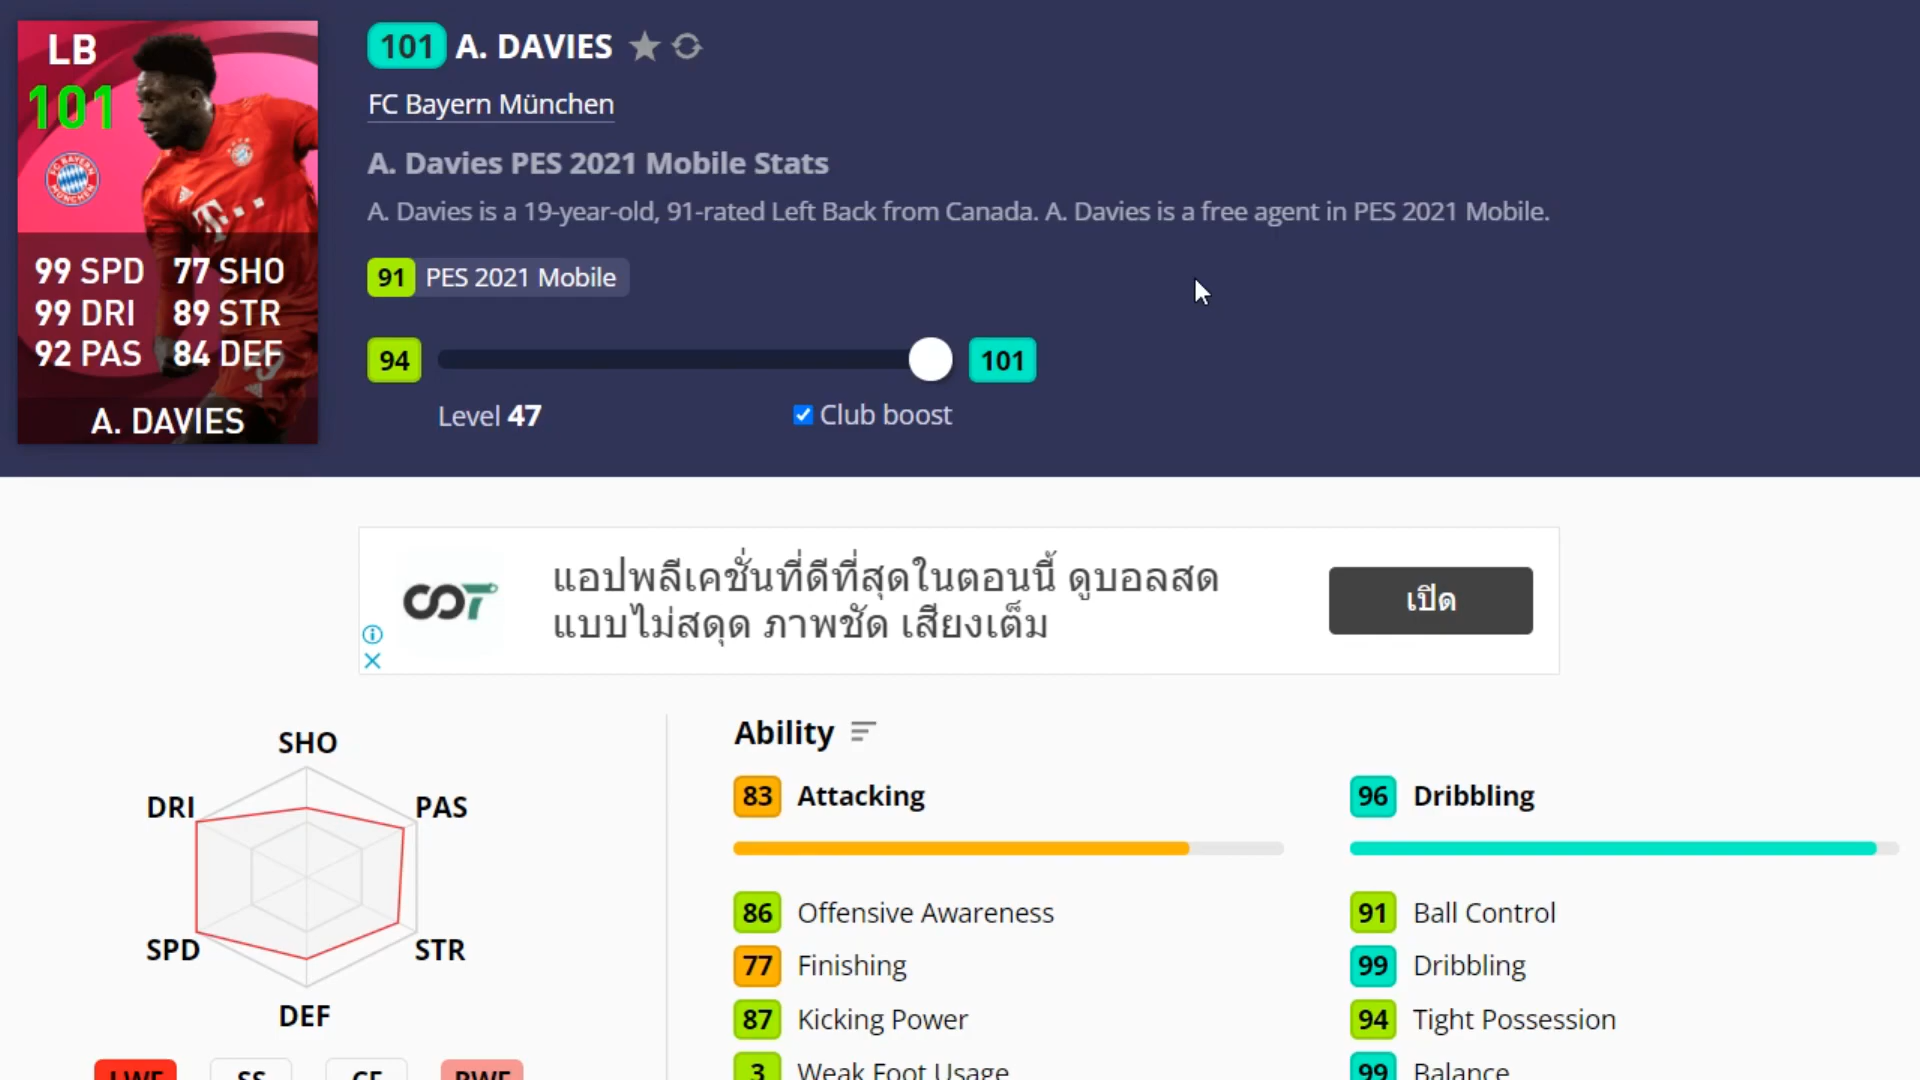 LB
101
99 SPD 77 SHO
99 DRI 89 STR
92 PAS 84 DEF
A. DAVIES
101 A. DAVIES
FC Bayern München
A. Davies PES 2021 Mobile Stats
A. Davies is a 19-year-old, 91-rated Left Back from Canada. A. Davies is a free agent in PES 2021 Mobile.
91 PES 2021 Mobile
94 101
Level 47 Club boost
แอปพลีเคชั่นที่ดีที่สุดในตอนนี้ ดูบอลสด
แบบไม่สดุด ภาพชัด เสียงเต็ม
เปิด
SHO
DRI PAS
SPD STR
DEF
LWF SS CF RWF
Ability
83 Attacking
86 Offensive Awareness
77 Finishing
87 Kicking Power
3 Weak Foot Usage
96 Dribbling
91 Ball Control
99 Dribbling
94 Tight Possession
99 Balance